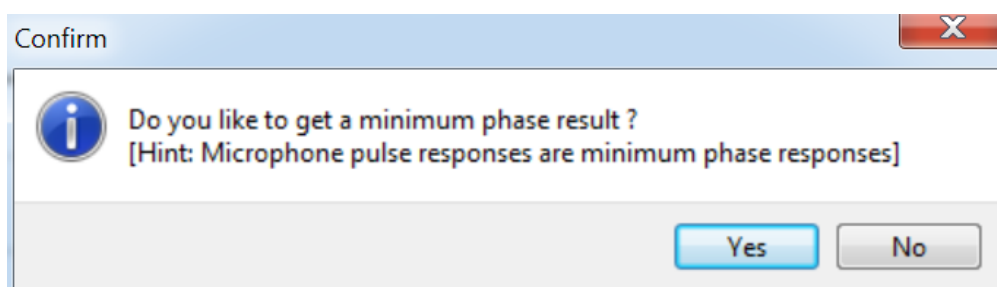 Confirm
Do you like to get a minimum phase result ?
[Hint: Microphone pulse responses are minimum phase responses]
Yes No